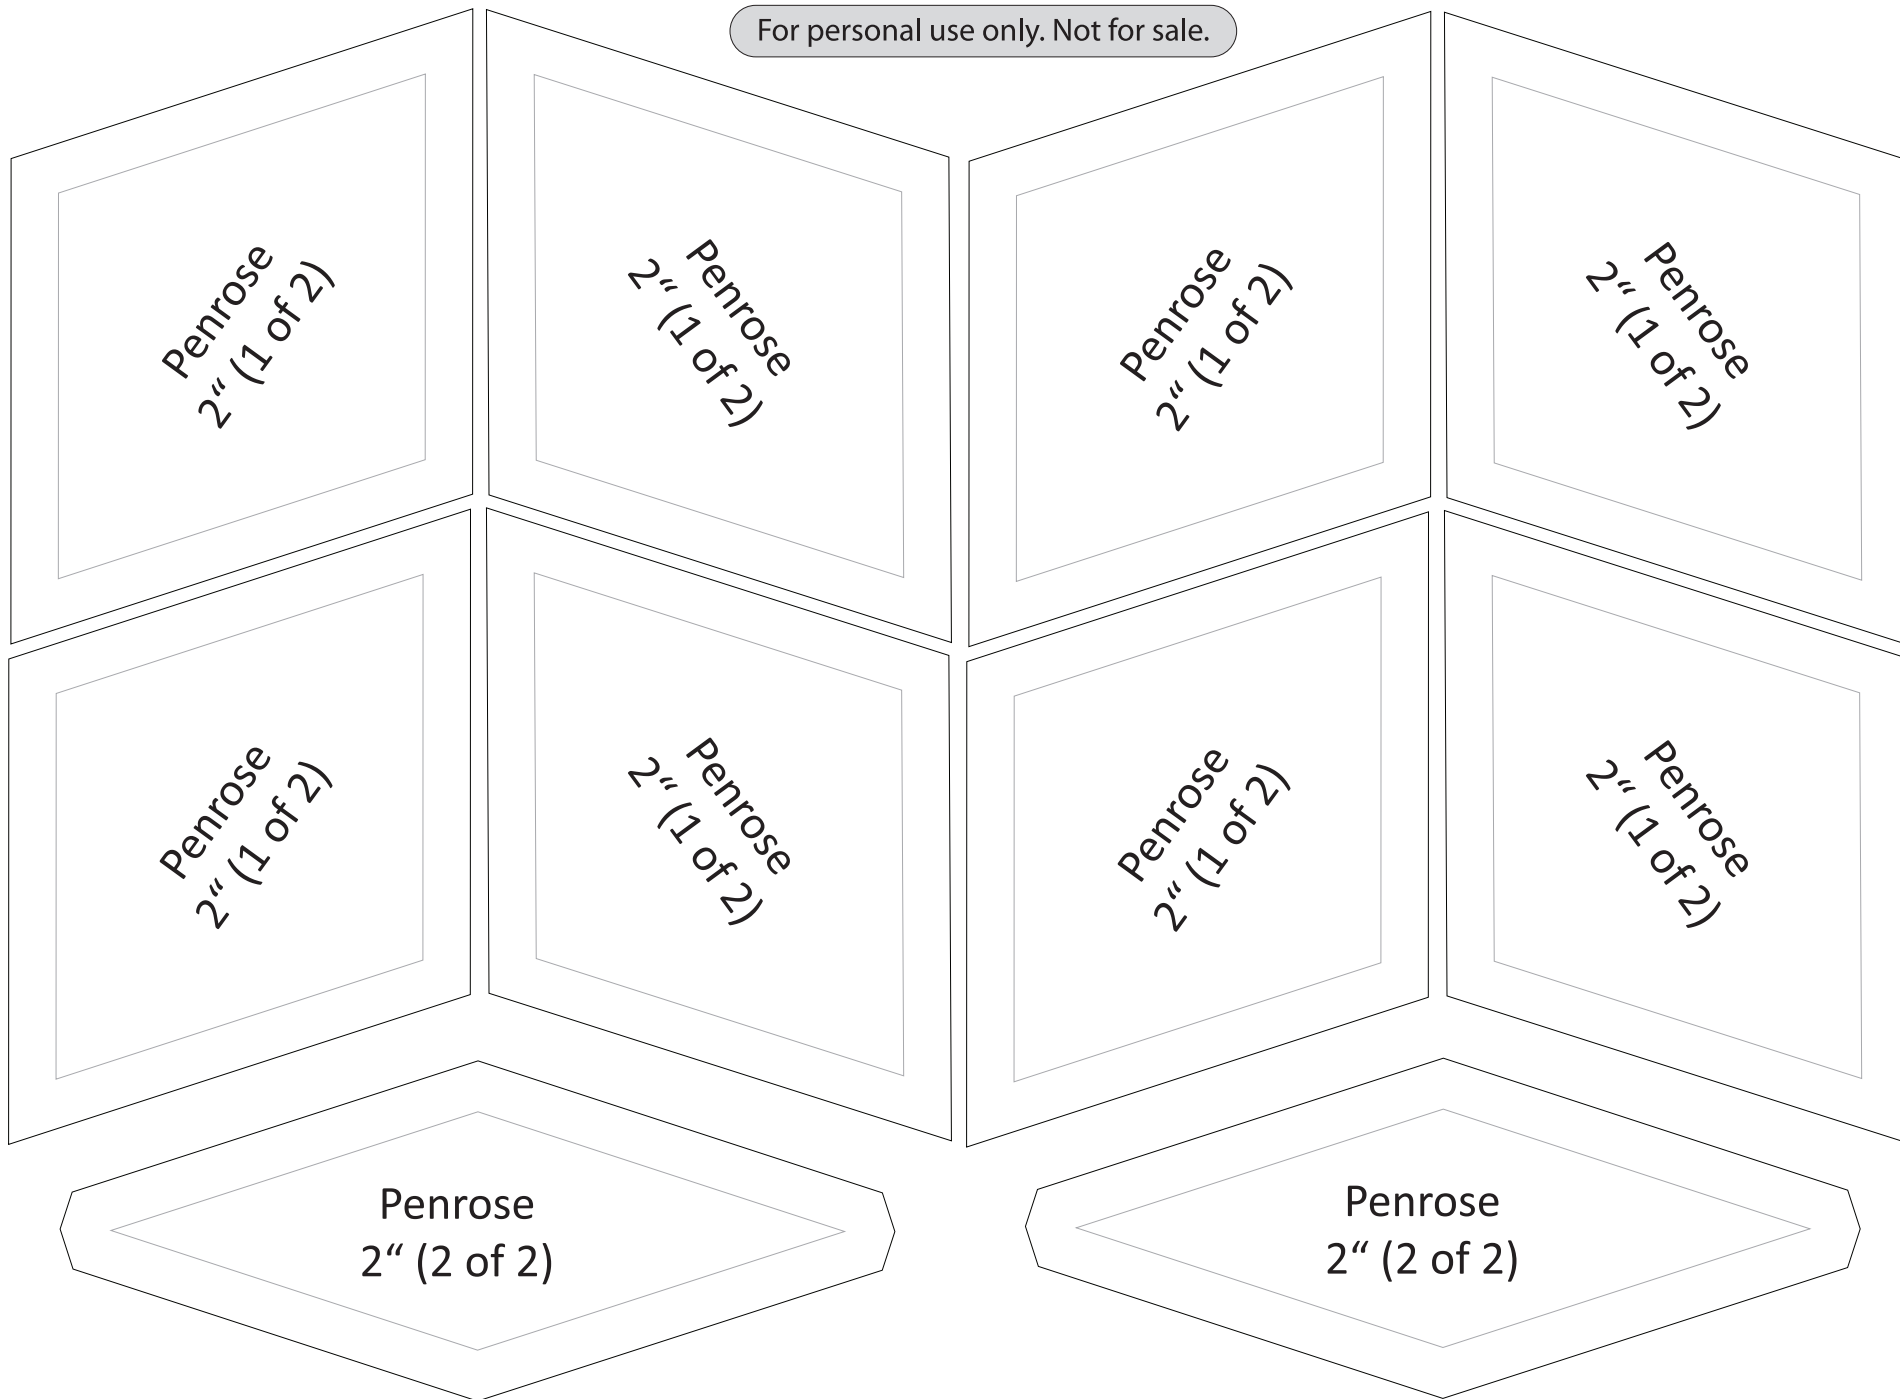 For personal use only. Not for sale.
Penrose
2“ (1 of 2)
Penrose
2“ (1 of 2)
Penrose
2“ (1 of 2)
Penrose
2“ (1 of 2)
Penrose
2“ (1 of 2)
Penrose
2“ (1 of 2)
Penrose
2“ (1 of 2)
Penrose
2“ (1 of 2)
Penrose
2“ (2 of 2)
Penrose
2“ (2 of 2)